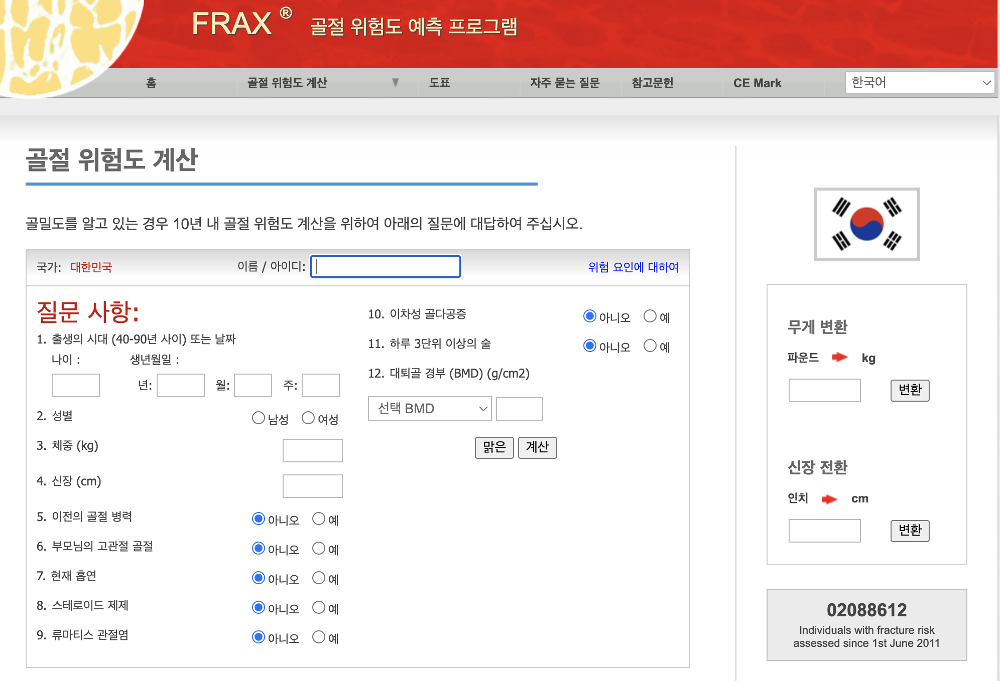 FRAX ® 골절 위험도 예측 프로그램
홈 골절 위험도 계산 ▼ 도표 자주 묻는 질문 참고문헌 CE Mark 한국어
골절 위험도 계산
골밀도를 알고 있는 경우 10년 내 골절 위험도 계산을 위하여 아래의 질문에 대답하여 주십시오.
국가: 대한민국 이름 / 아이디: 위험 요인에 대하여
질문 사항:
1. 출생의 시대 (40-90년 사이) 또는 날짜
나이 : 생년월일 :
년: 월: 주:
2. 성별 남성 여성
3. 체중 (kg)
4. 신장 (cm)
5. 이전의 골절 병력 아니오 예
6. 부모님의 고관절 골절 아니오 예
7. 현재 흡연 아니오 예
8. 스테로이드 제제 아니오 예
9. 류마티스 관절염 아니오 예
10. 이차성 골다공증 아니오 예
11. 하루 3단위 이상의 술 아니오 예
12. 대퇴골 경부 (BMD) (g/cm2)
선택 BMD
맑은 계산
무게 변환
파운드 kg
변환
신장 전환
인치 cm
변환
02088612
Individuals with fracture risk
assessed since 1st June 2011